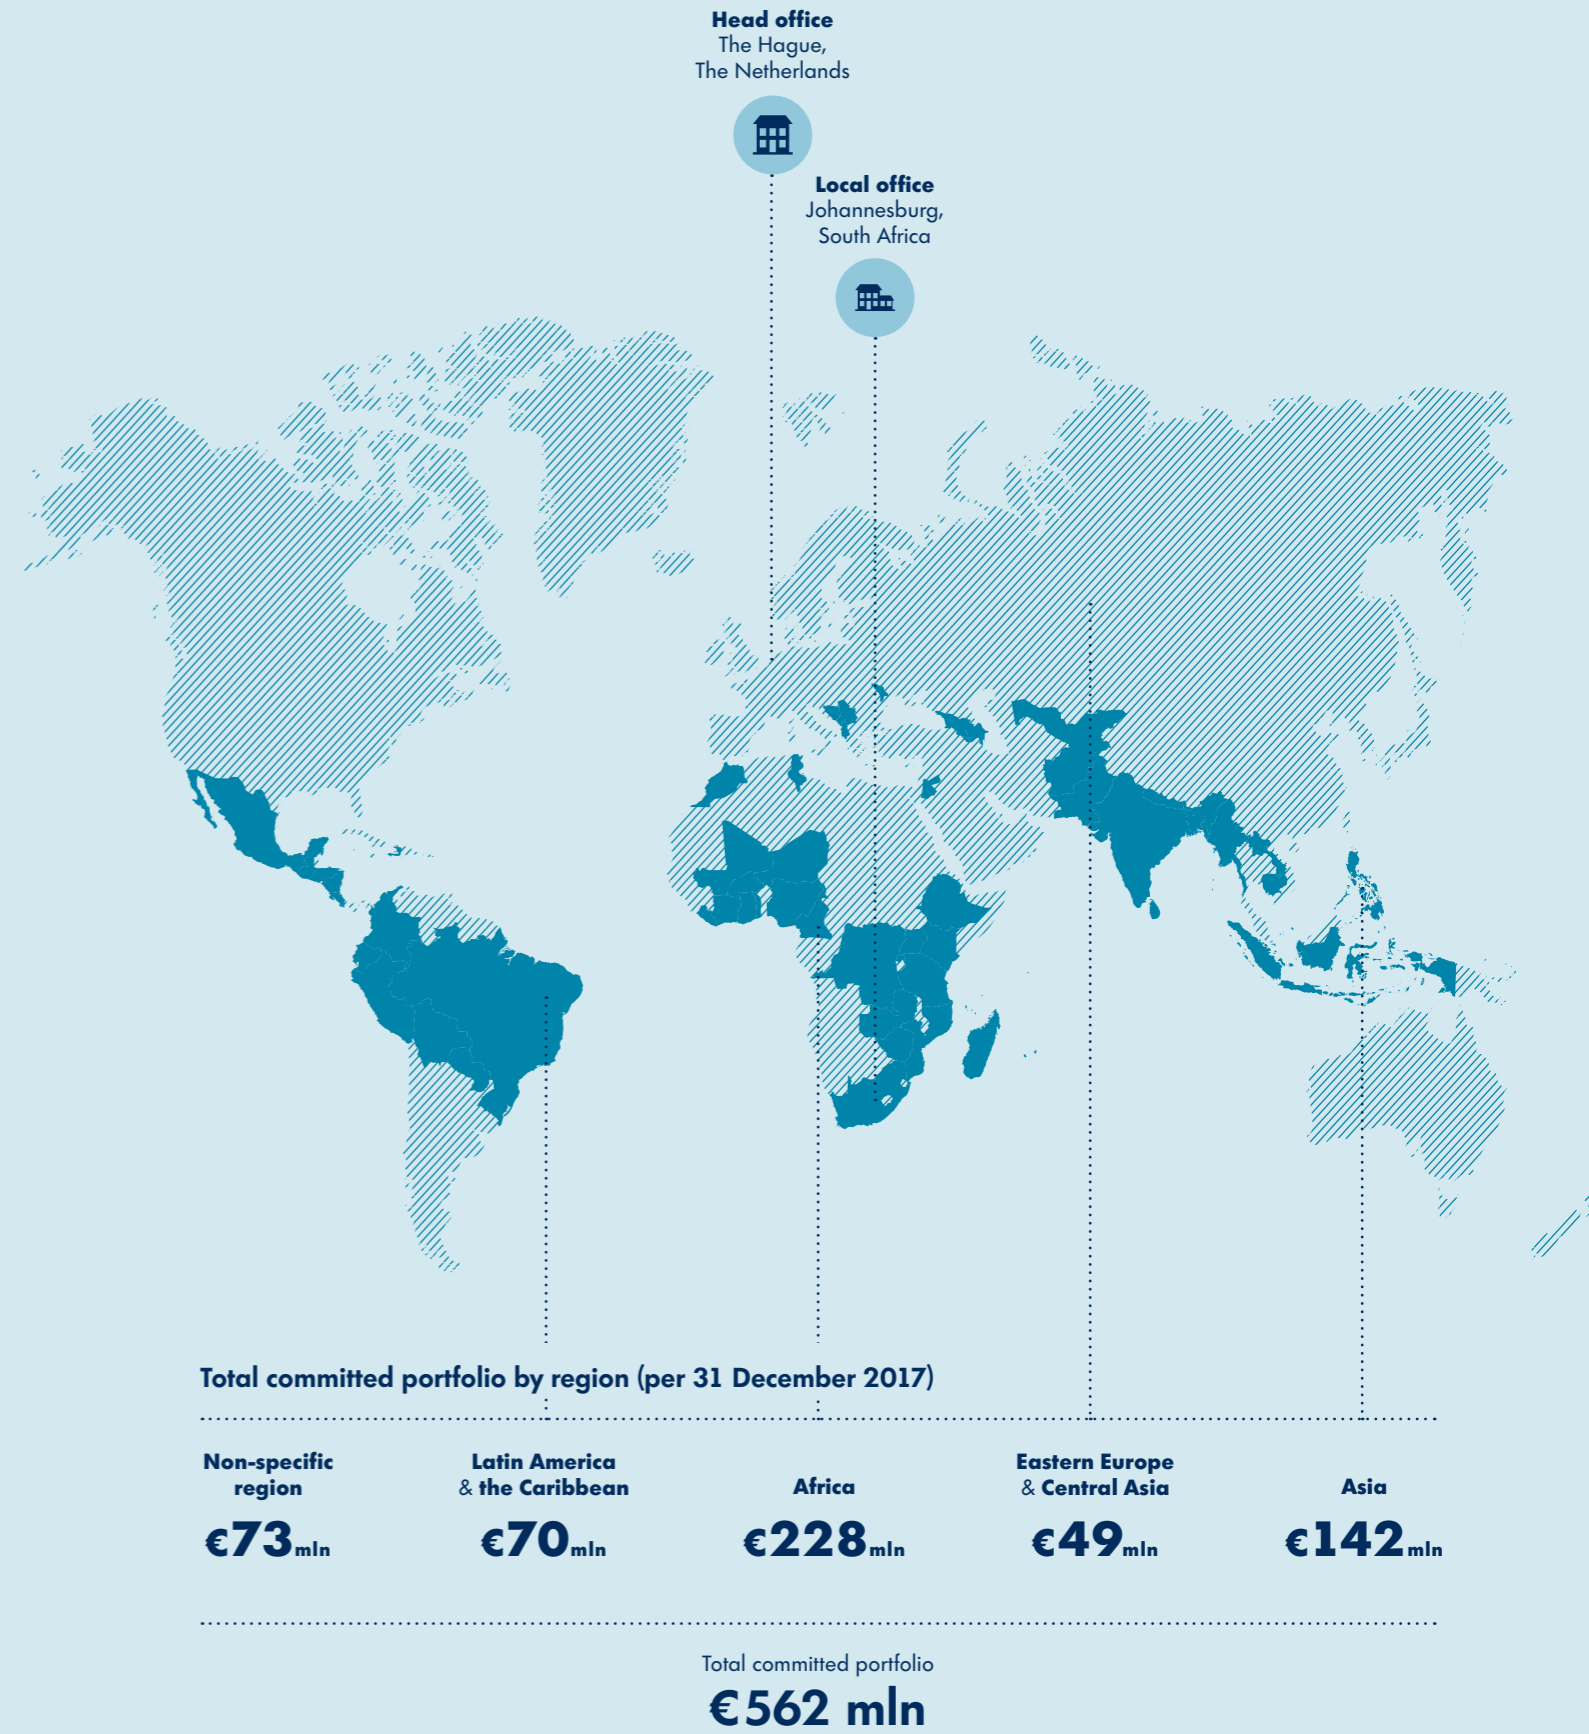 Head office
The Hague,
The Netherlands
Local office
Johannesburg,
South Africa
Total committed portfolio by region (per 31 December 2017)
Non-specific
region
€73mln
Latin America
& the Caribbean
€70mln
Africa
€228mln
Eastern Europe
& Central Asia
€49mln
Asia
€142mln
Total committed portfolio
€562 mln